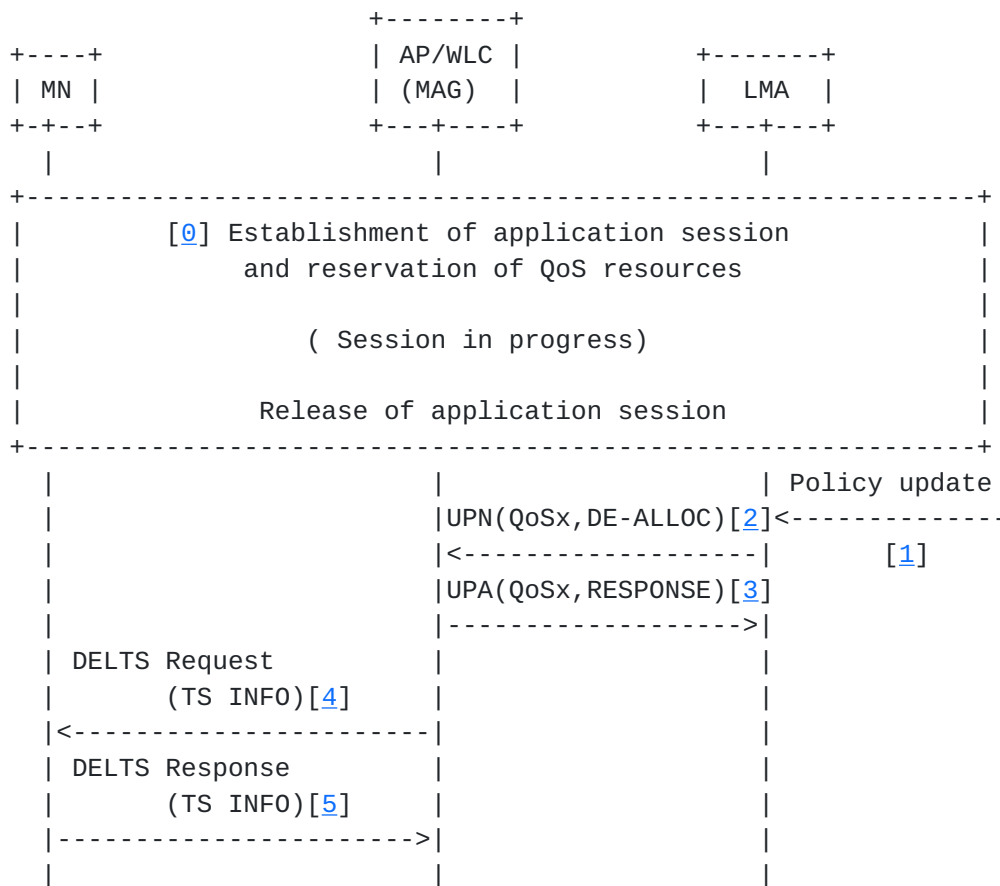 +--------+
+----+                 | AP/WLC |           +-------+
| MN |                 | (MAG)  |           |  LMA  |
+-+--+                 +---+----+           +---+---+
  |                        |                    |
+-------------------------------------------------------------+
|         [0] Establishment of application session            |
|              and reservation of QoS resources               |
|                                                             |
|                  ( Session in progress)                     |
|                                                             |
|               Release of application session                |
+-------------------------------------------------------------+
  |                        |                    | Policy update
  |                        |UPN(QoSx,DE-ALLOC)[2]<--------------
  |                        |<-------------------|       [1]
  |                        |UPA(QoSx,RESPONSE)[3]
  |                        |------------------->|
  | DELTS Request          |                    |
  |       (TS INFO)[4]     |                    |
  |<-----------------------|                    |
  | DELTS Response         |                    |
  |       (TS INFO)[5]     |                    |
  |----------------------->|                    |
  |                        |                    |